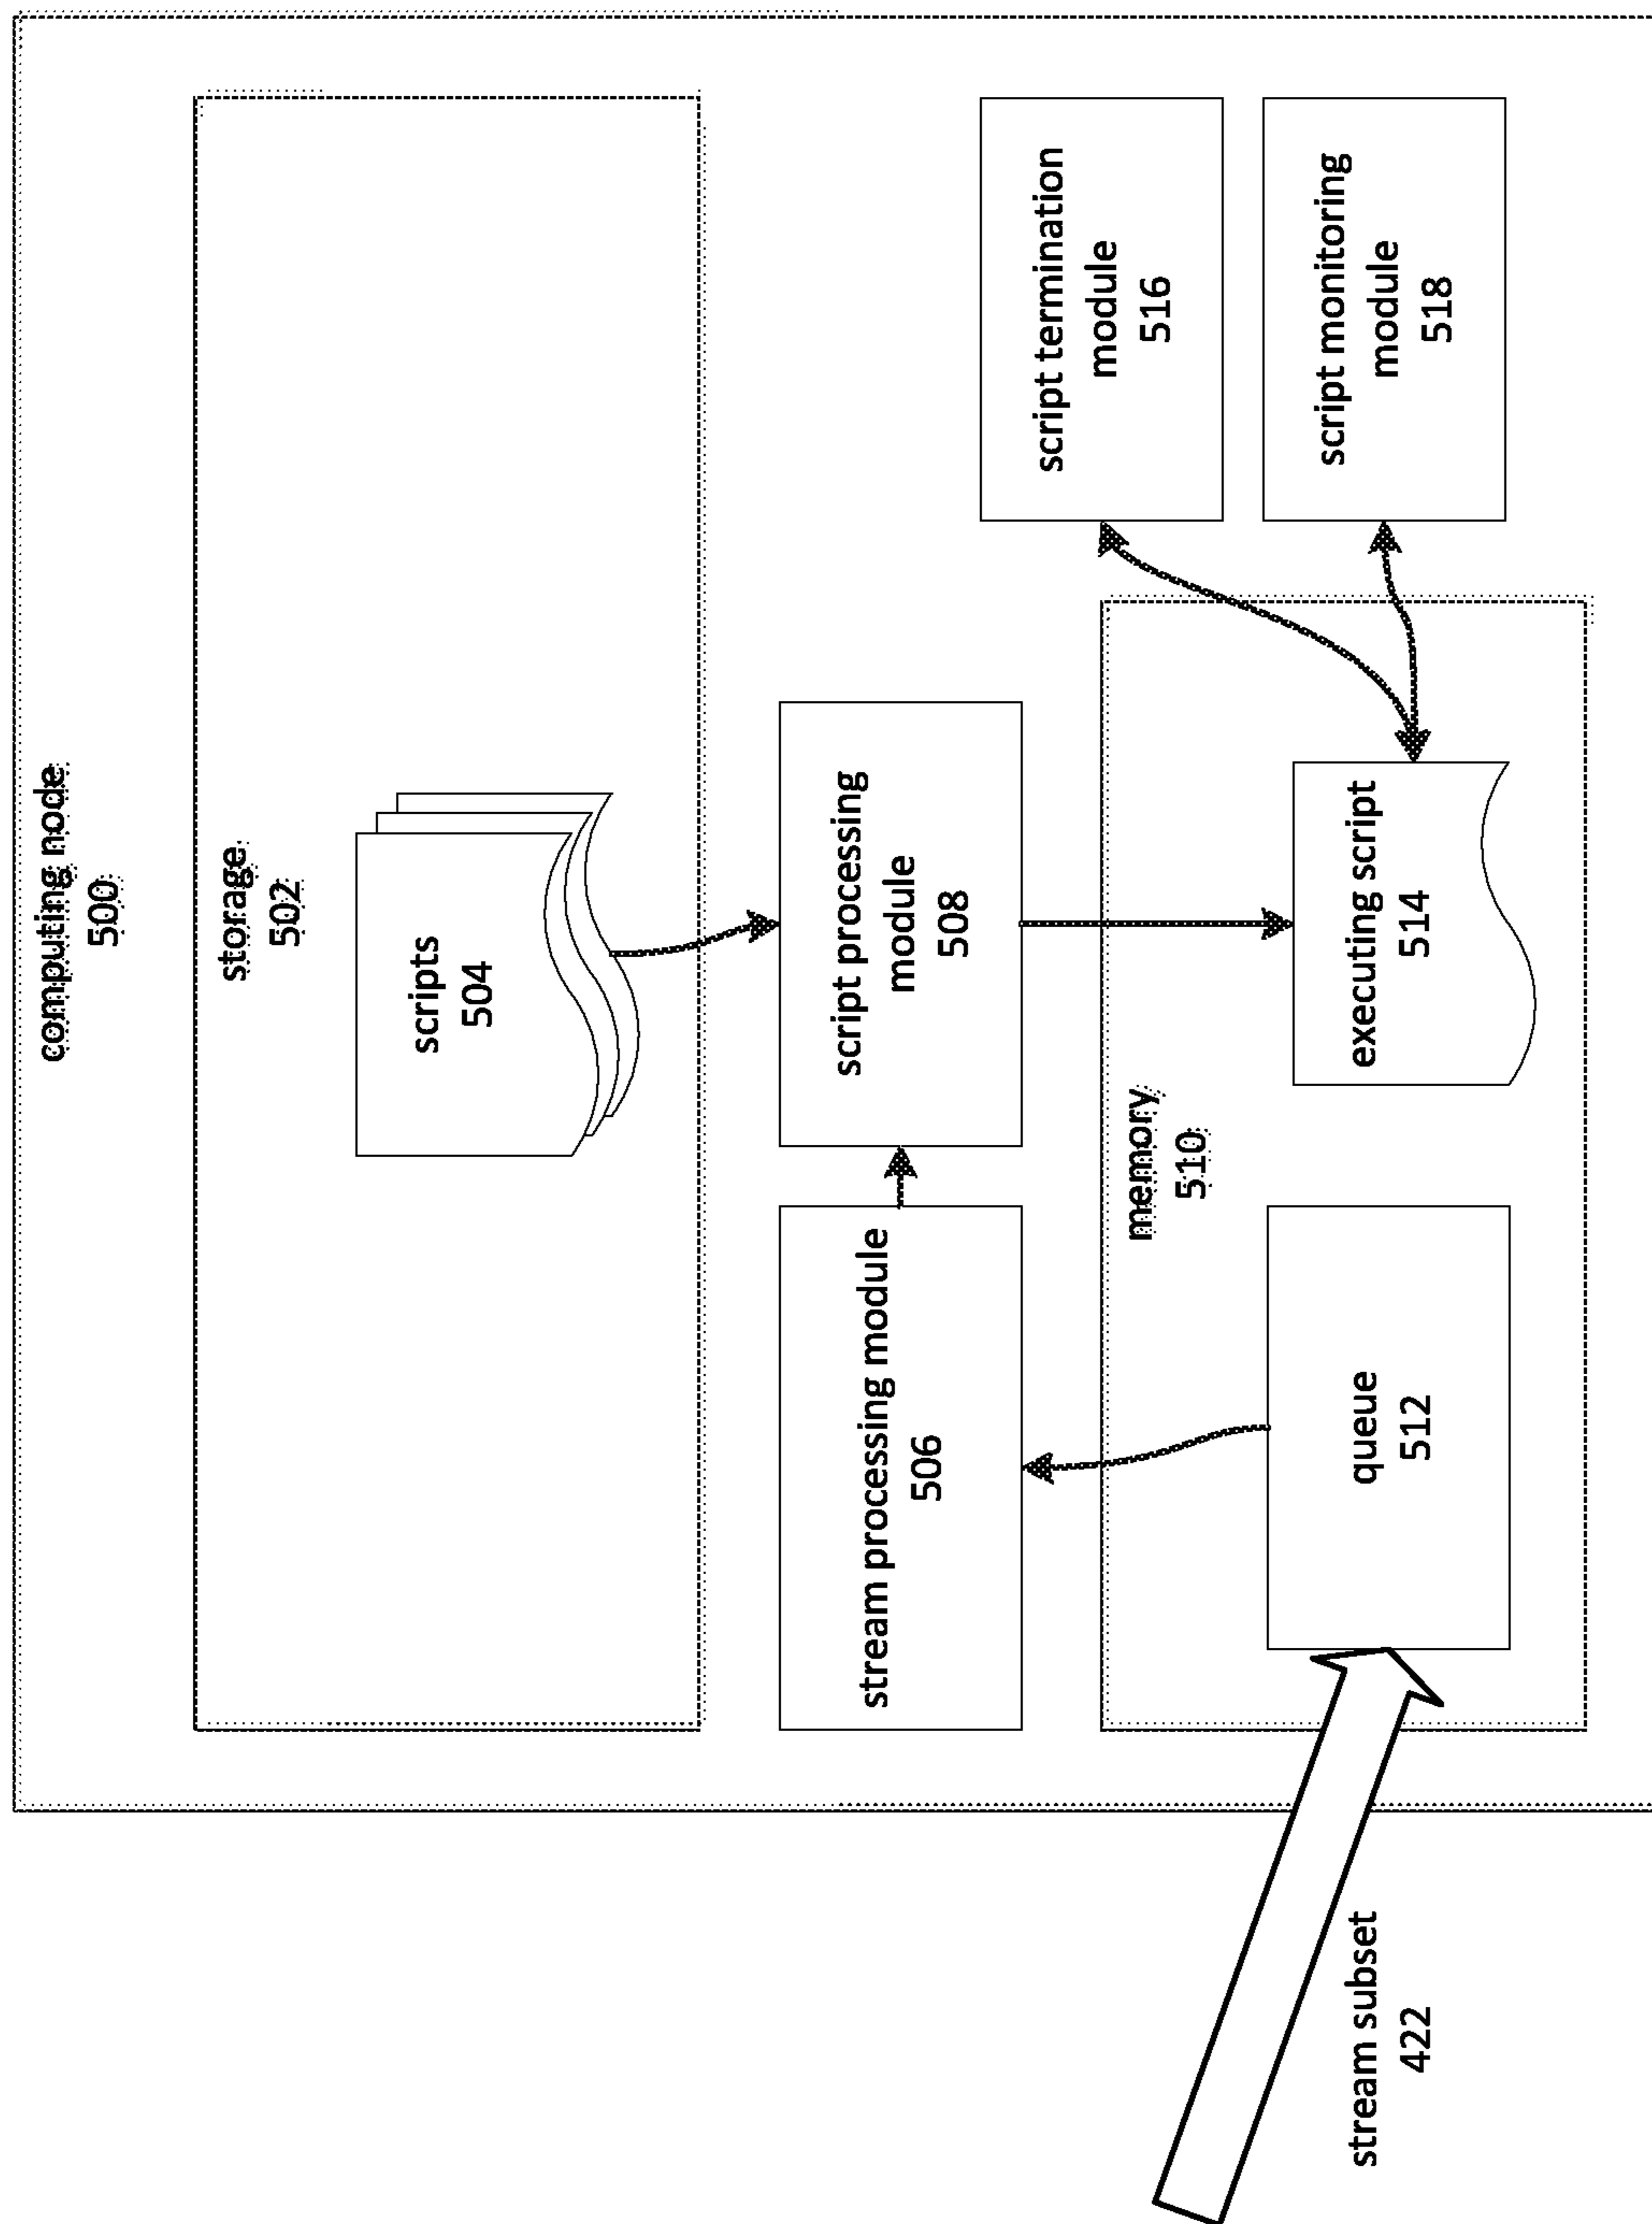 computing node
500
storage
502
scripts
504
stream processing module
506
script processing
module
508
script termination
module
516
script monitoring
module
518
memory
510
queue
512
executing script
514
stream subset
422